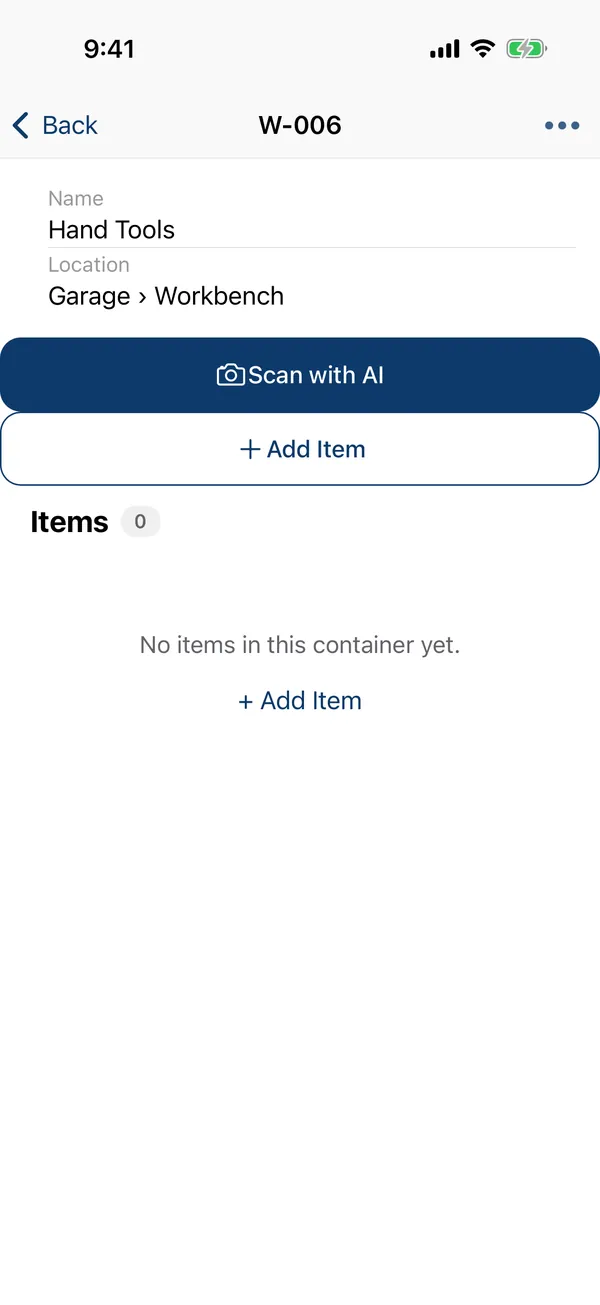 9:41
Back W-006
Name
Hand Tools
Location
Garage › Workbench
Scan with AI
+ Add Item
Items 0
No items in this container yet.
+ Add Item